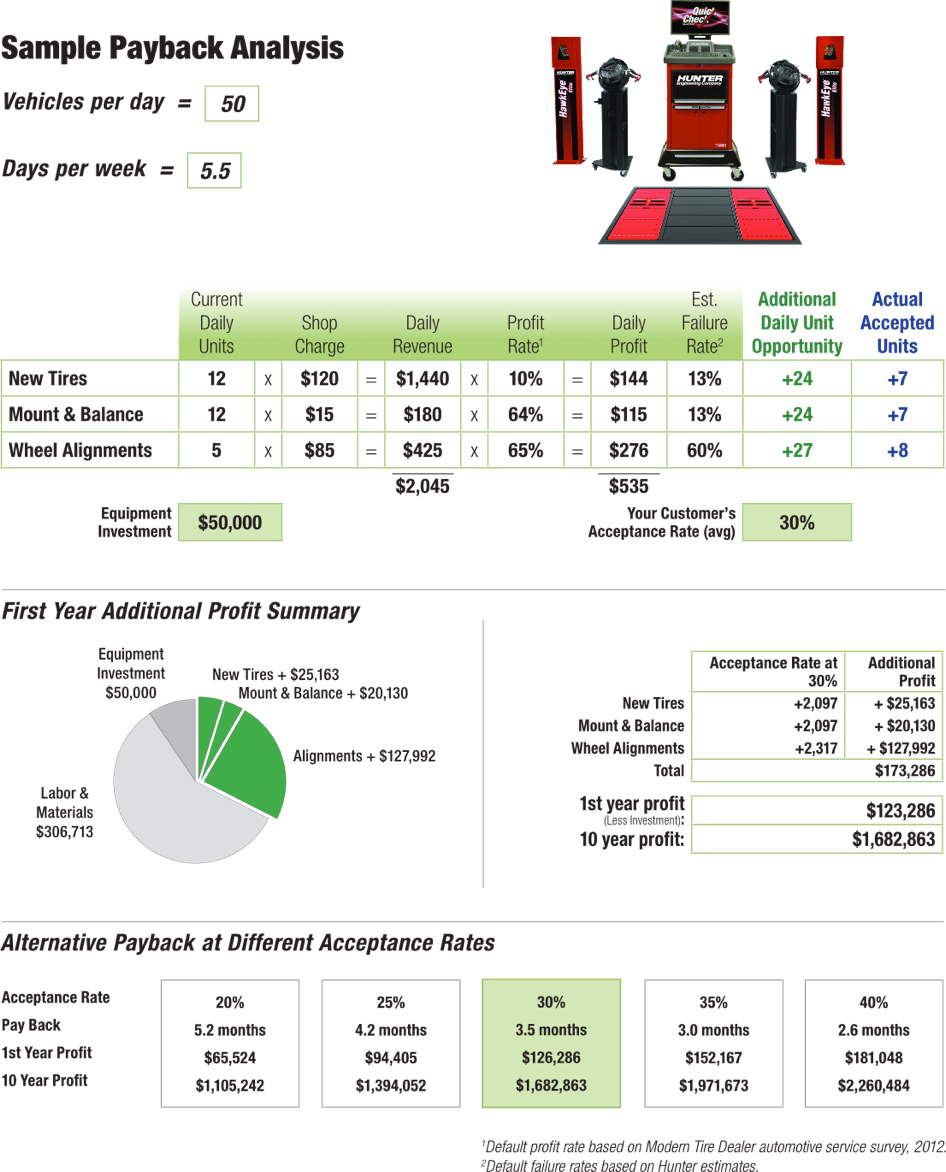 Sample Payback Analysis
Vehicles per day = 50
Days per week = 5.5
Quick
Check
HUNTER
Engineering Company
HUNTER
HawkEye
Elite
HUNTER
HawkEye
Elite
Current Daily Units
Shop Charge
Daily Revenue
Profit Rate1
Daily Profit
Est. Failure Rate2
Additional Daily Unit Opportunity
Actual Accepted Units
New Tires 12 x $120 = $1,440 x 10% = $144 13% +24 +7
Mount & Balance 12 x $15 = $180 x 64% = $115 13% +24 +7
Wheel Alignments 5 x $85 = $425 x 65% = $276 60% +27 +8
$2,045 $535
Equipment
Investment
$50,000
Your Customer's
Acceptance Rate (avg)
30%
First Year Additional Profit Summary
Equipment
Investment
$50,000
New Tires + $25,163
Mount & Balance + $20,130
Alignments + $127,992
Labor &
Materials
$306,713
Acceptance Rate at
30%
Additional
Profit
New Tires +2,097 + $25,163
Mount & Balance +2,097 + $20,130
Wheel Alignments +2,317 + $127,992
Total $173,286
1st year profit
(Less Investment): $123,286
10 year profit: $1,682,863
Alternative Payback at Different Acceptance Rates
Acceptance Rate 20% 25% 30% 35% 40%
Pay Back 5.2 months 4.2 months 3.5 months 3.0 months 2.6 months
1st Year Profit $65,524 $94,405 $126,286 $152,167 $181,048
10 Year Profit $1,105,242 $1,394,052 $1,682,863 $1,971,673 $2,260,484
1Default profit rate based on Modern Tire Dealer automotive service survey, 2012.
2Default failure rates based on Hunter estimates.